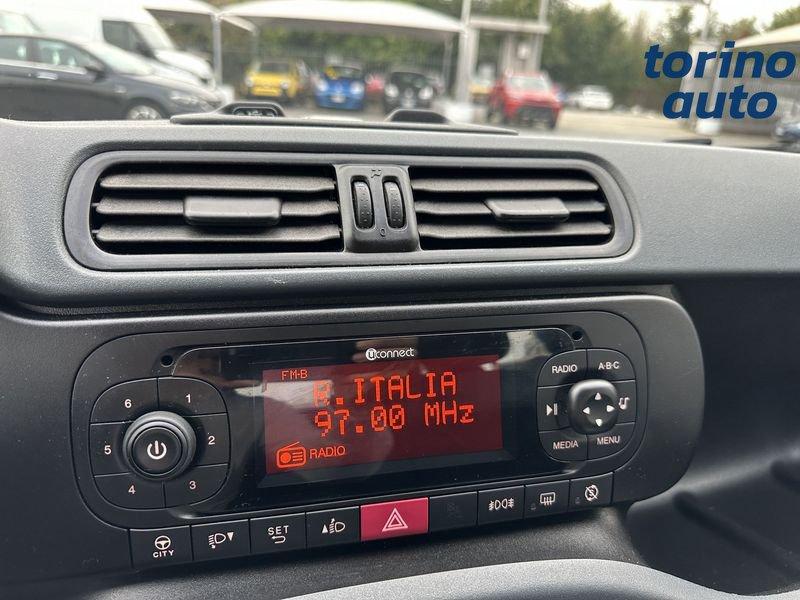 torino
auto
uconnect
FM-B
R.ITALIA
97.00 MHz
RADIO
6 1
5 2
4 3
RADIO A·B·C
MEDIA MENU
CITY
SET
0